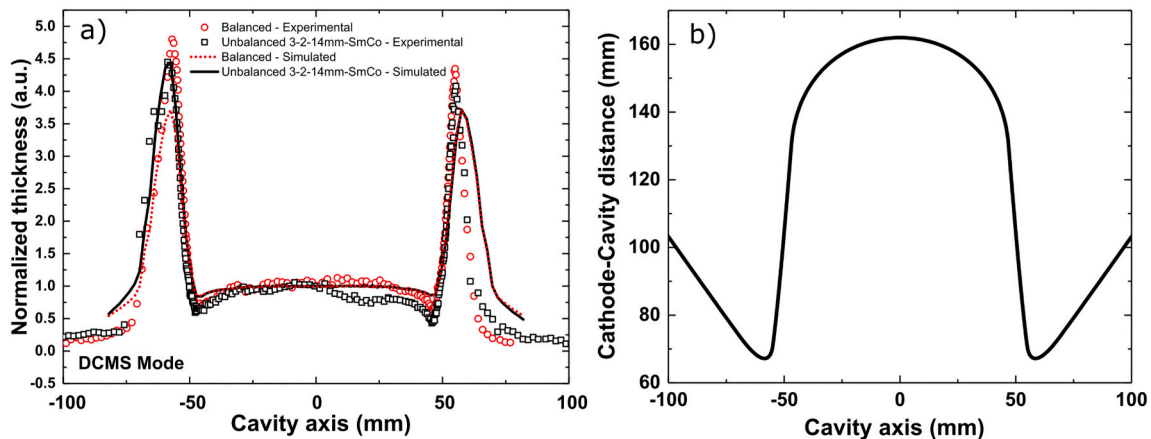 a)
Balanced - Experimental
Unbalanced 3-2-14mm-SmCo - Experimental
Balanced - Simulated
Unbalanced 3-2-14mm-SmCo - Simulated
Normalized thickness (a.u.)
5.0
4.5
4.0
3.5
3.0
2.5
2.0
1.5
1.0
0.5
0.0
-0.5
DCMS Mode
-100
-50
0
50
100
Cavity axis (mm)
b)
Cathode-Cavity distance (mm)
160
140
120
100
80
60
-100
-50
0
50
100
Cavity axis (mm)